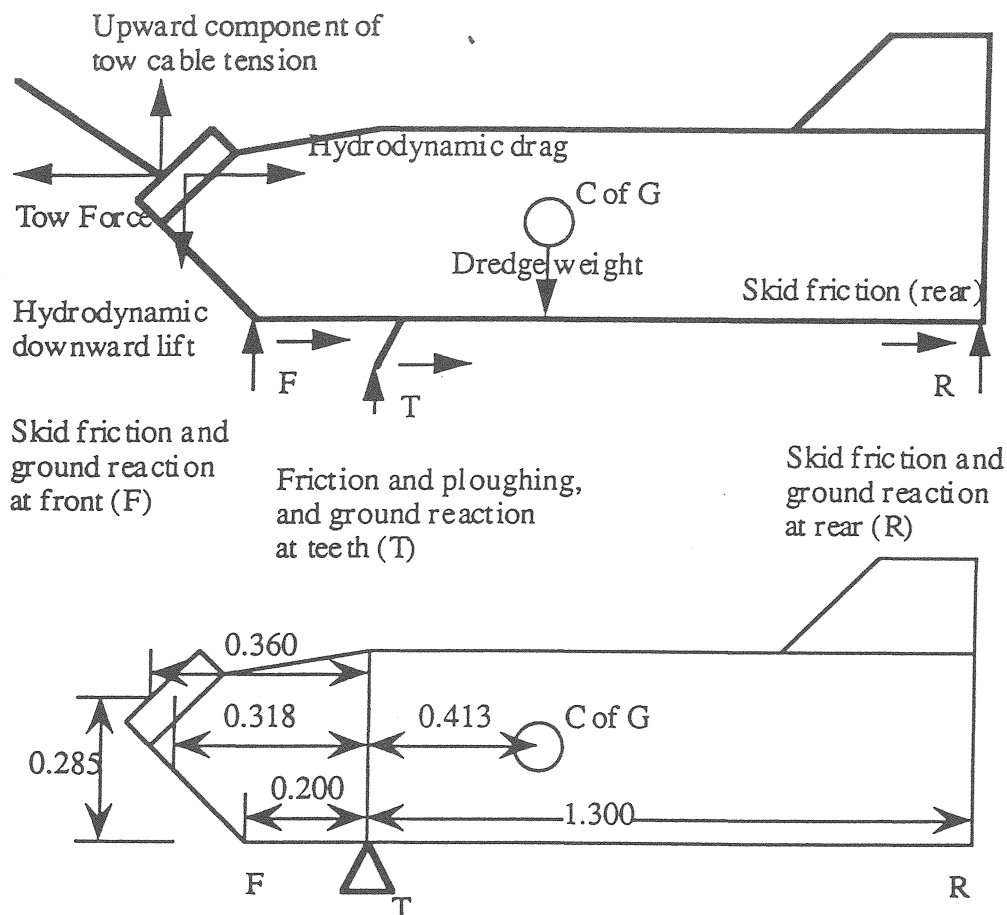 Upward component of
tow cable tension
Hydrodynamic drag
C of G
Tow Force
Dredge weight
Skid friction (rear)
Hydrodynamic
downward lift
F
T
R
Skid friction and
ground reaction
at front (F)
Friction and ploughing,
and ground reaction
at teeth (T)
Skid friction and
ground reaction
at rear (R)
0.360
0.318
0.413
C of G
0.285
0.200
1.300
F
T
R